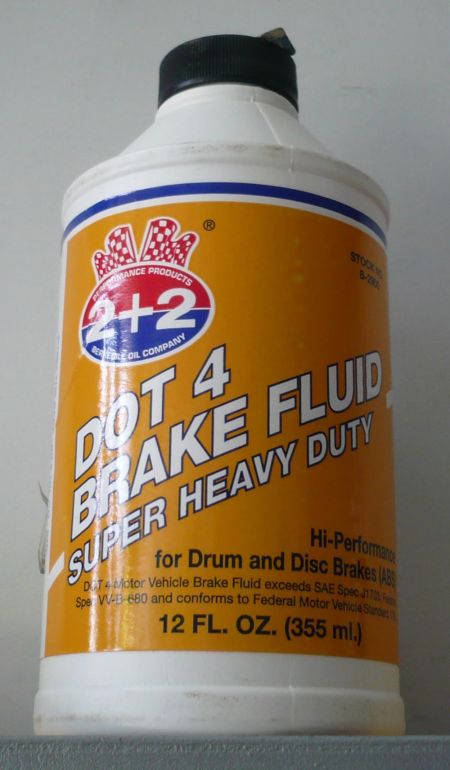 ®
PERFORMANCE PRODUCTS
2+2
BERKEBILE OIL COMPANY
STOCK NO.
DOT 4
BRAKE FLUID
SUPER HEAVY DUTY
Hi-Performance
for Drum and Disc Brakes (ABS)
DOT 4 Motor Vehicle Brake Fluid exceeds SAE Spec J1703,
Spec VV-B-680 and conforms to Federal Motor Vehicle Standard
12 FL. OZ. (355 ml,)